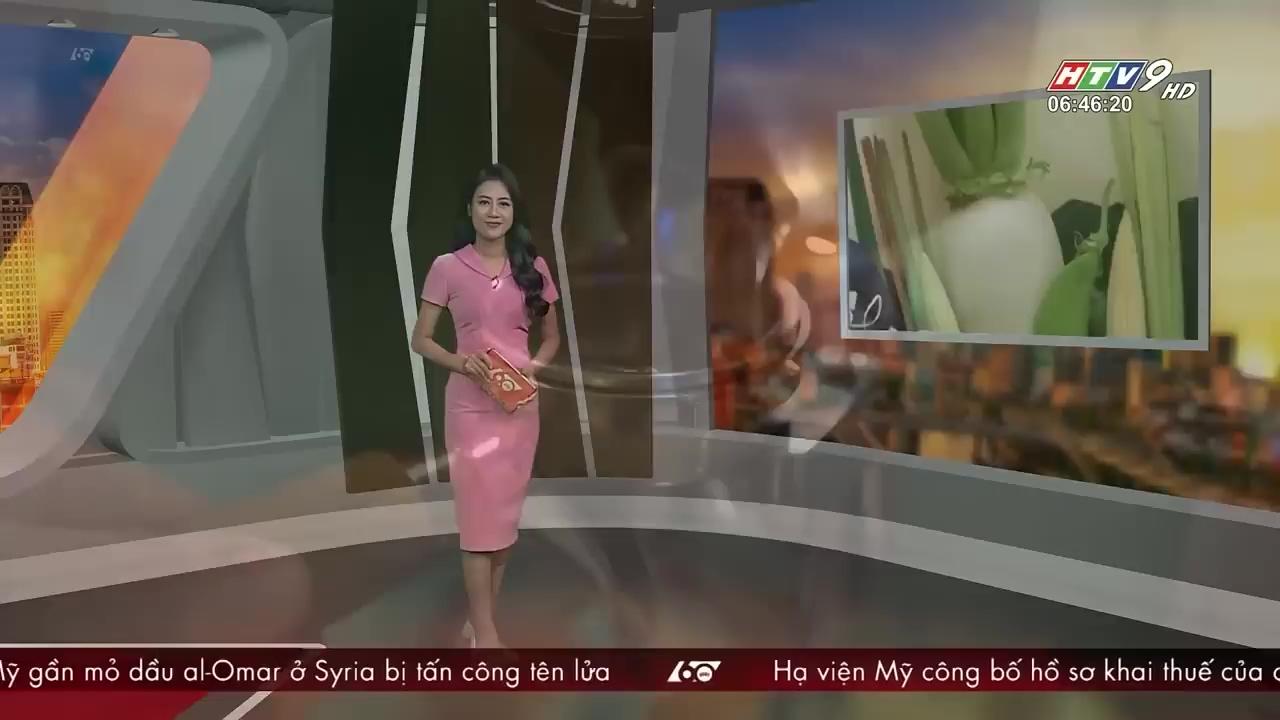 HTV9 HD
06:46:20
Mỹ gần mỏ dầu al-Omar ở Syria bị tấn công tên lửa
60
Hạ viện Mỹ công bố hồ sơ khai thuế của